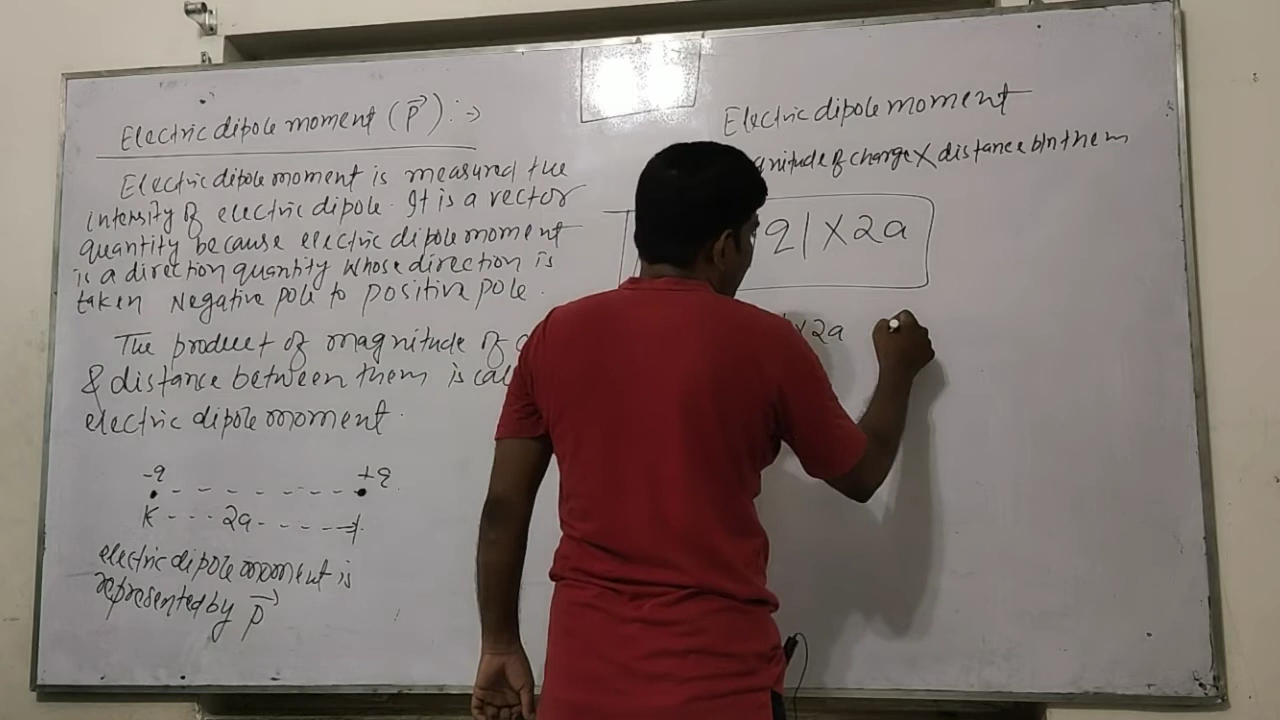 Electric dipole moment (p⃗) :->
Electric dipole moment is measured the
intensity of electric dipole. It is a vector
quantity because electric dipole moment
is a direction quantity whose direction is
taken Negative pole to positive pole.
The product of magnitude of
& distance between them is
electric dipole moment.
-q +q
K - - - 2a - - - -
electric dipole moment is
represented by p⃗
Electric dipole moment
of charge X distance b/n them
q| X 2a
x 2a